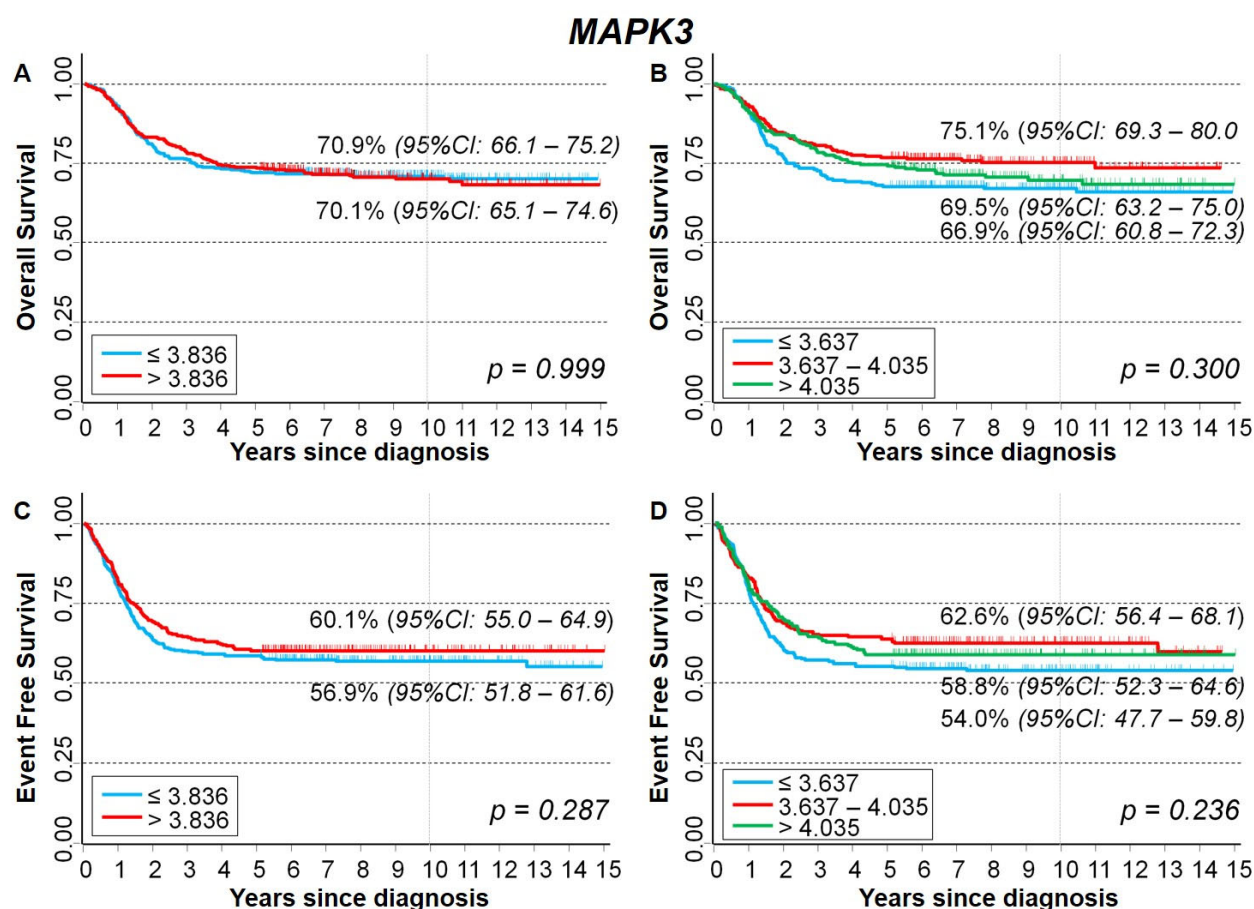 MAPK3
A
1.00
0.75
0.50
0.25
0.00
Overall Survival
70.9% (95%CI: 66.1 – 75.2)
70.1% (95%CI: 65.1 – 74.6)
≤ 3.836
> 3.836
p = 0.999
0 1 2 3 4 5 6 7 8 9 10 11 12 13 14 15
Years since diagnosis
B
1.00
0.75
0.50
0.25
0.00
Overall Survival
75.1% (95%CI: 69.3 – 80.0
69.5% (95%CI: 63.2 – 75.0)
66.9% (95%CI: 60.8 – 72.3)
≤ 3.637
3.637 – 4.035
> 4.035
p = 0.300
0 1 2 3 4 5 6 7 8 9 10 11 12 13 14 15
Years since diagnosis
C
1.00
0.75
0.50
0.25
0.00
Event Free Survival
60.1% (95%CI: 55.0 – 64.9)
56.9% (95%CI: 51.8 – 61.6)
≤ 3.836
> 3.836
p = 0.287
0 1 2 3 4 5 6 7 8 9 10 11 12 13 14 15
Years since diagnosis
D
1.00
0.75
0.50
0.25
0.00
Event Free Survival
62.6% (95%CI: 56.4 – 68.1)
58.8% (95%CI: 52.3 – 64.6)
54.0% (95%CI: 47.7 – 59.8)
≤ 3.637
3.637 – 4.035
> 4.035
p = 0.236
0 1 2 3 4 5 6 7 8 9 10 11 12 13 14 15
Years since diagnosis